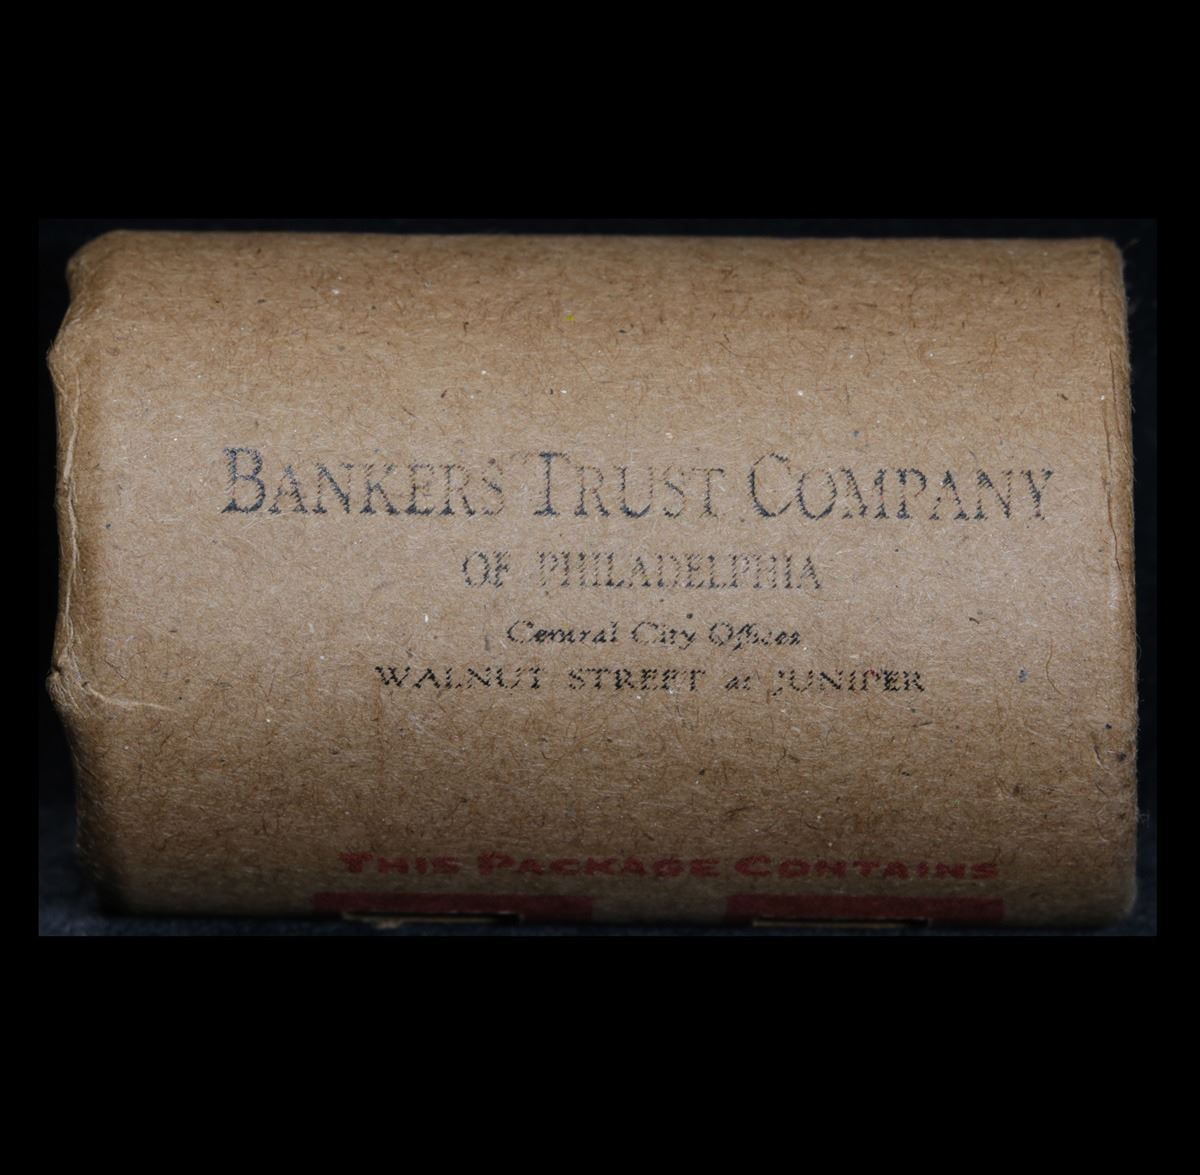 BANKERS TRUST COMPANY
OF PHILADELPHIA
Central City Offices
WALNUT STREET at JUNIPER
THIS PACKAGE CONTAINS